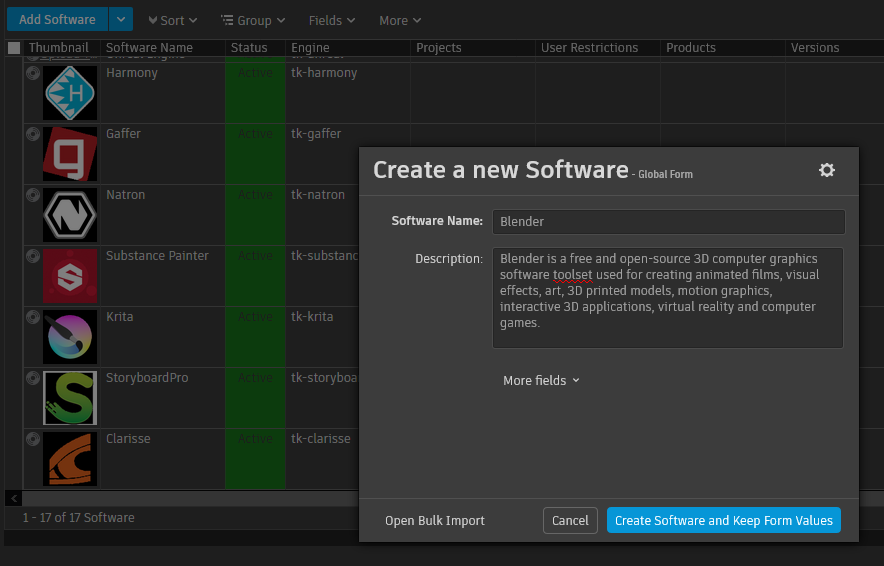 Add Software Sort Group Fields More
Thumbnail Software Name Status Engine Projects User Restrictions Products Versions
Harmony Active tk-harmony
Gaffer Active tk-gaffer
Natron Active tk-natron
Substance Painter Active tk-substance
Krita Active tk-krita
StoryboardPro Active tk-storyboa
Clarisse Active tk-clarisse
1 - 17 of 17 Software
Create a new Software - Global Form
Software Name: Blender
Description: Blender is a free and open-source 3D computer graphics
software toolset used for creating animated films, visual
effects, art, 3D printed models, motion graphics,
interactive 3D applications, virtual reality and computer
games.
More fields
Open Bulk Import Cancel Create Software and Keep Form Values